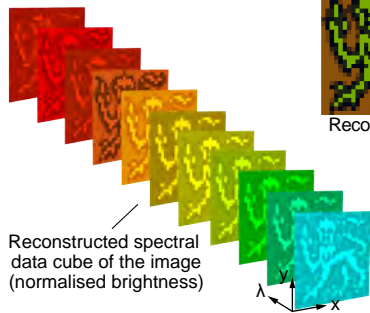 Reco
Reconstructed spectral
data cube of the image
(normalised brightness)
y
λ
x